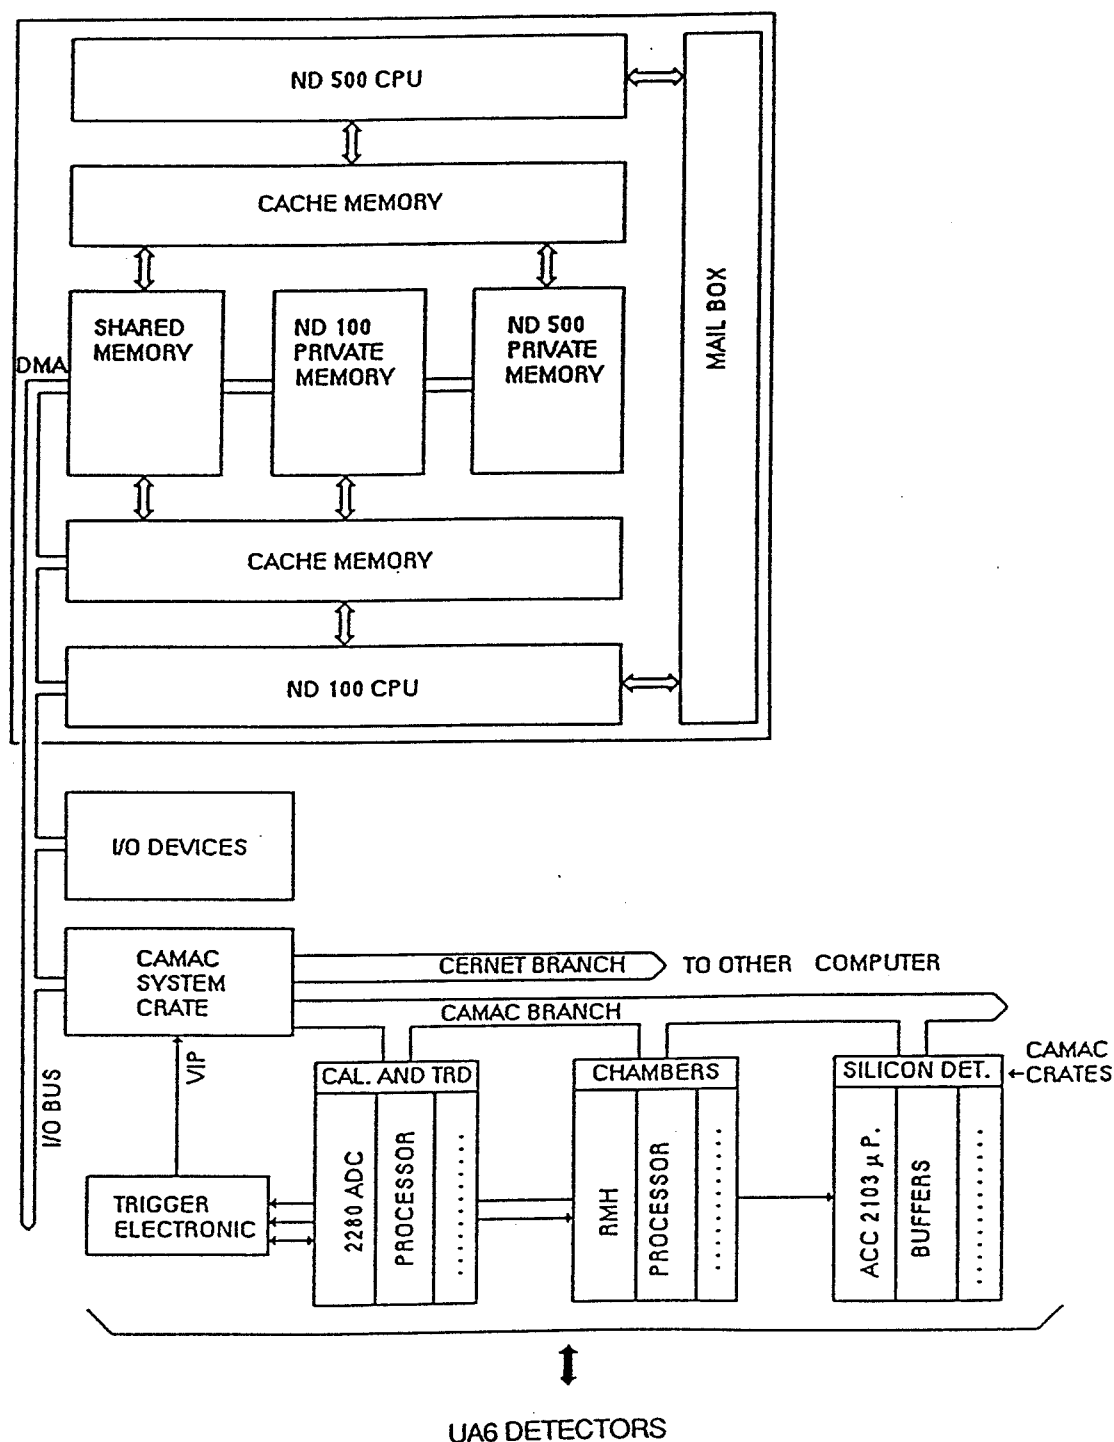 ND 500 CPU
CACHE MEMORY
MAIL BOX
SHARED
MEMORY
ND 100
PRIVATE
MEMORY
ND 500
PRIVATE
MEMORY
DMA
CACHE MEMORY
ND 100 CPU
I/O DEVICES
CAMAC
SYSTEM
CRATE
CERNET BRANCH
TO OTHER COMPUTER
CAMAC BRANCH
VIP
I/O BUS
CAL. AND TRD
CHAMBERS
SILICON DET.
CAMAC
CRATES
TRIGGER
ELECTRONIC
2280 ADC
PROCESSOR
RMH
PROCESSOR
ACC 2103 μP.
BUFFERS
UA6 DETECTORS